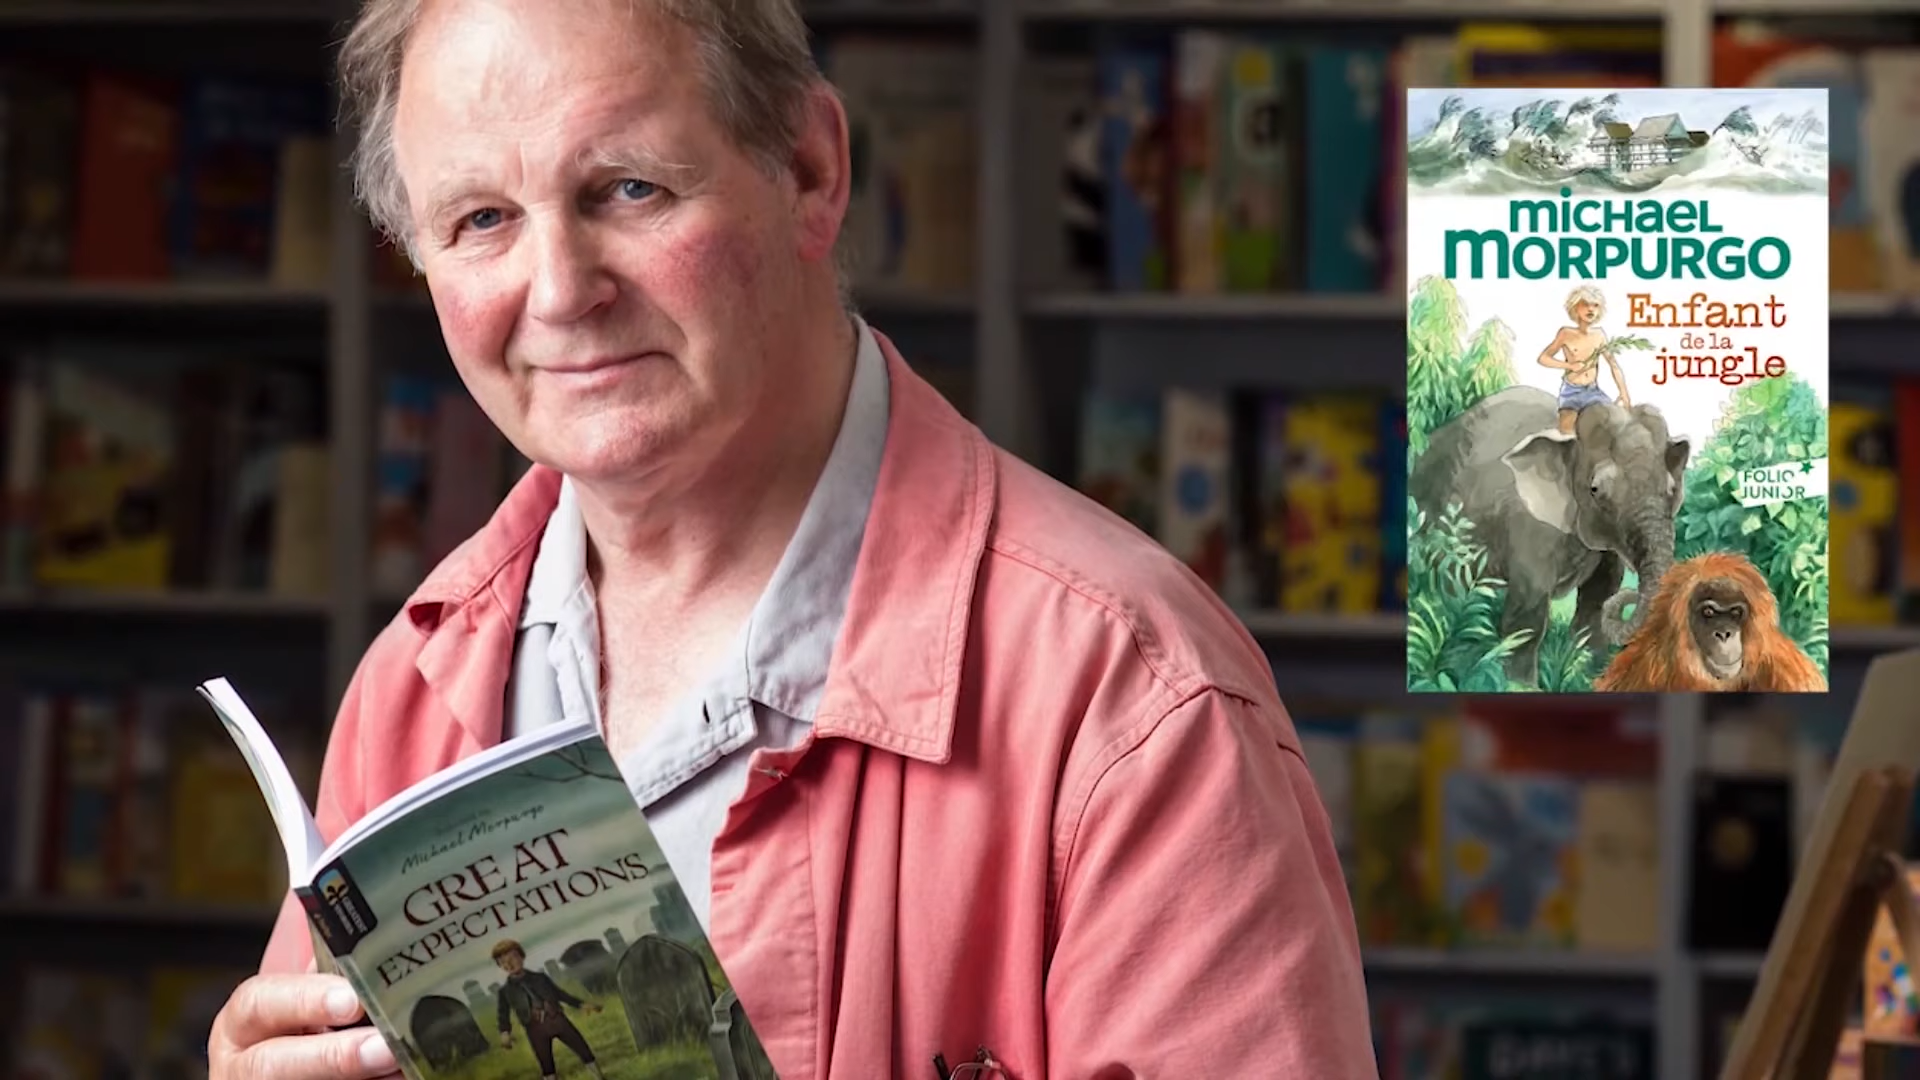 michael
MORPURGO
Enfant
de la
jungle
FOLIO
JUNIOR
Michael Morpurgo
GREAT
EXPECTATIONS